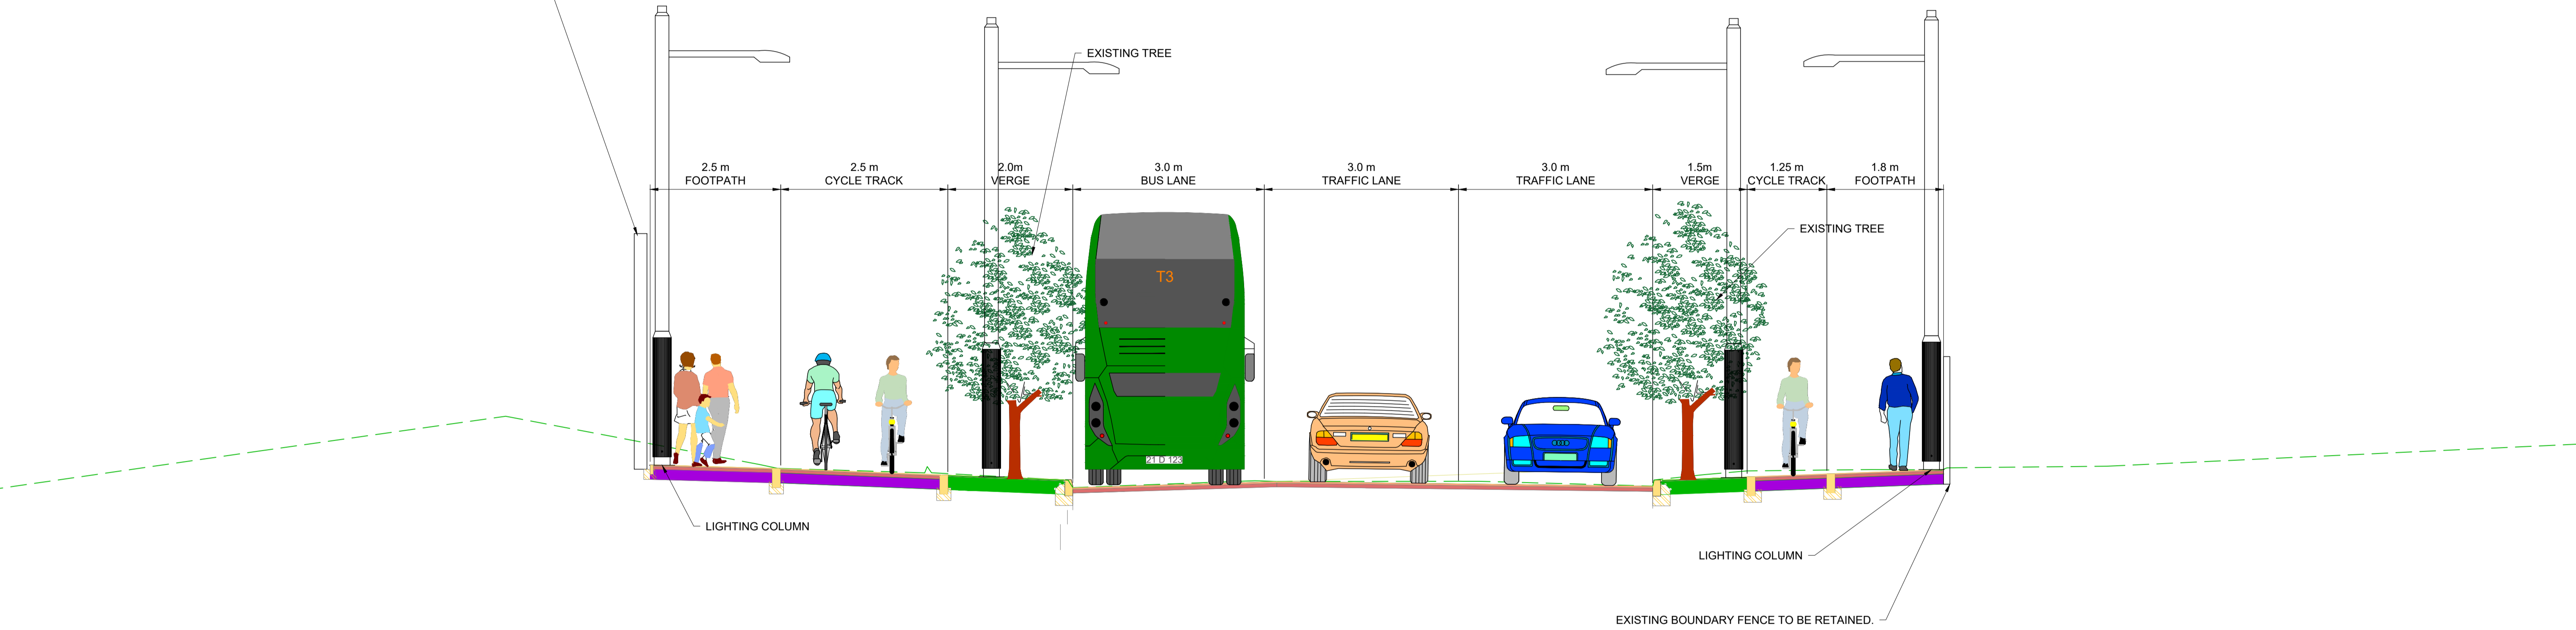 EXISTING TREE
2.5 m
FOOTPATH
2.5 m
CYCLE TRACK
2.0m
VERGE
3.0 m
BUS LANE
3.0 m
TRAFFIC LANE
3.0 m
TRAFFIC LANE
1.5m
VERGE
1.25 m
CYCLE TRACK
1.8 m
FOOTPATH
EXISTING TREE
T3
21 D 123
LIGHTING COLUMN
LIGHTING COLUMN
EXISTING BOUNDARY FENCE TO BE RETAINED.